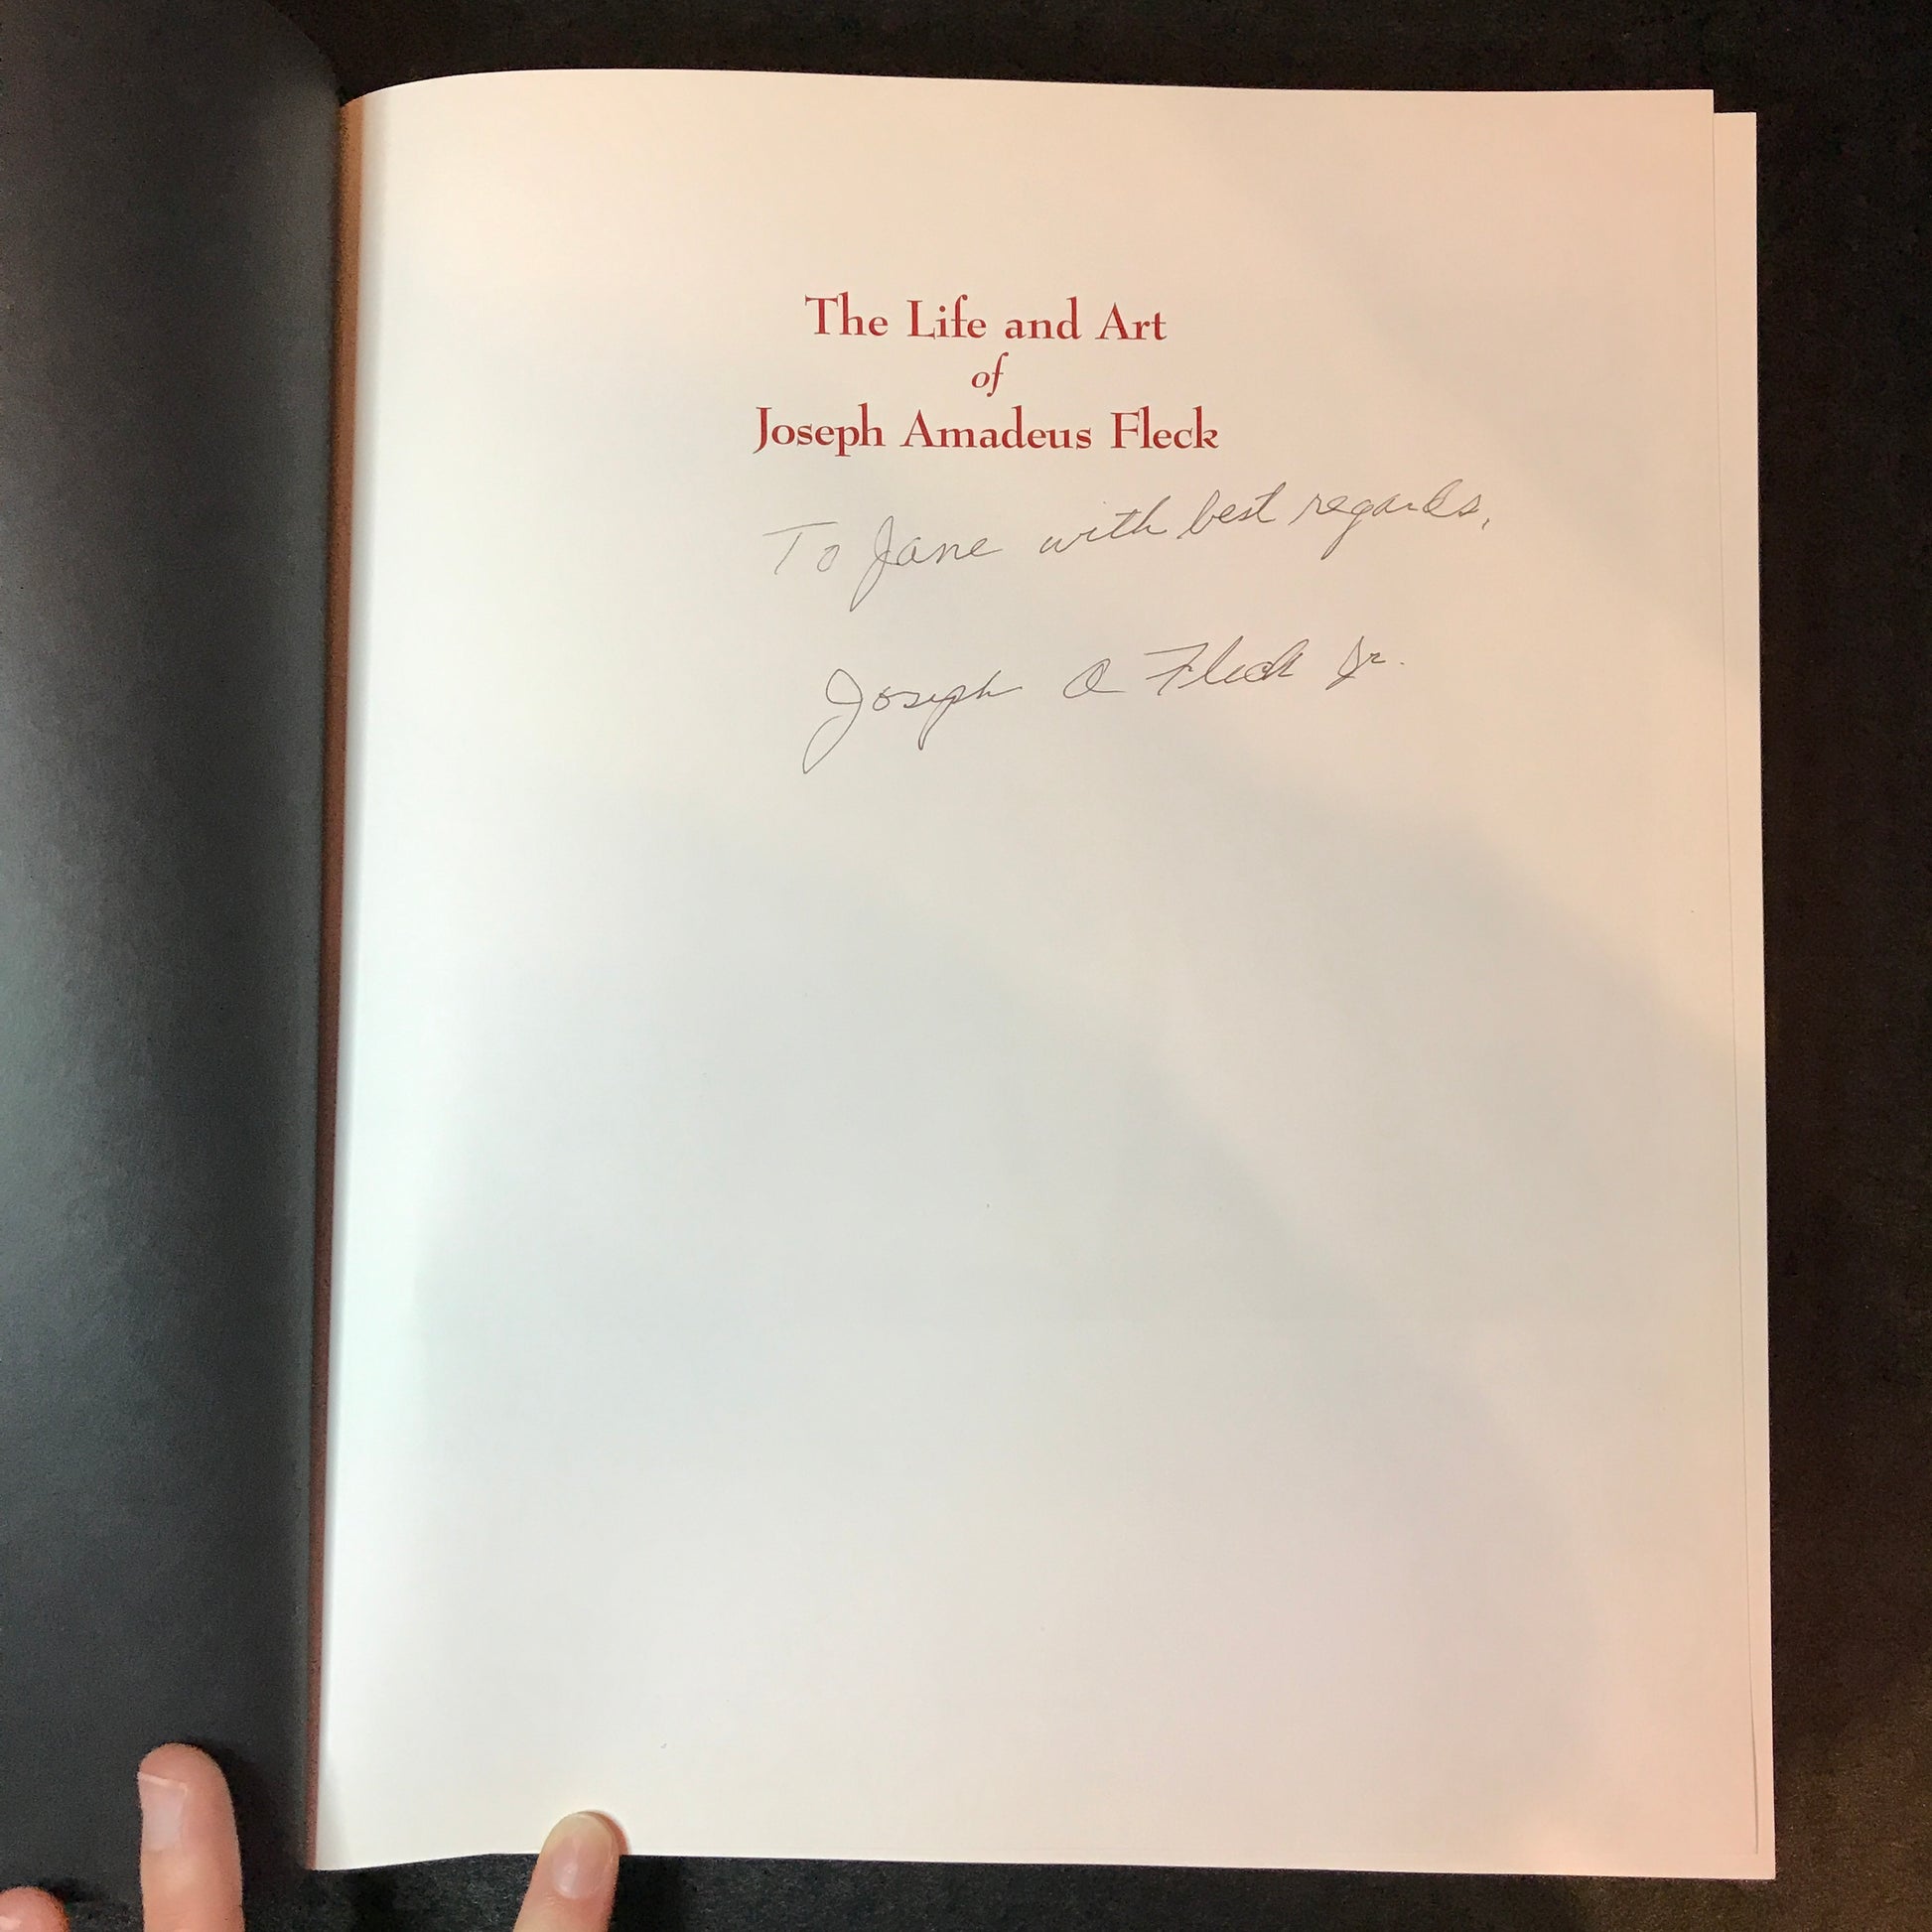 The Life and Art
of
Joseph Amadeus Fleck
To Jane with best regards,
Joseph A Fleck Jr.